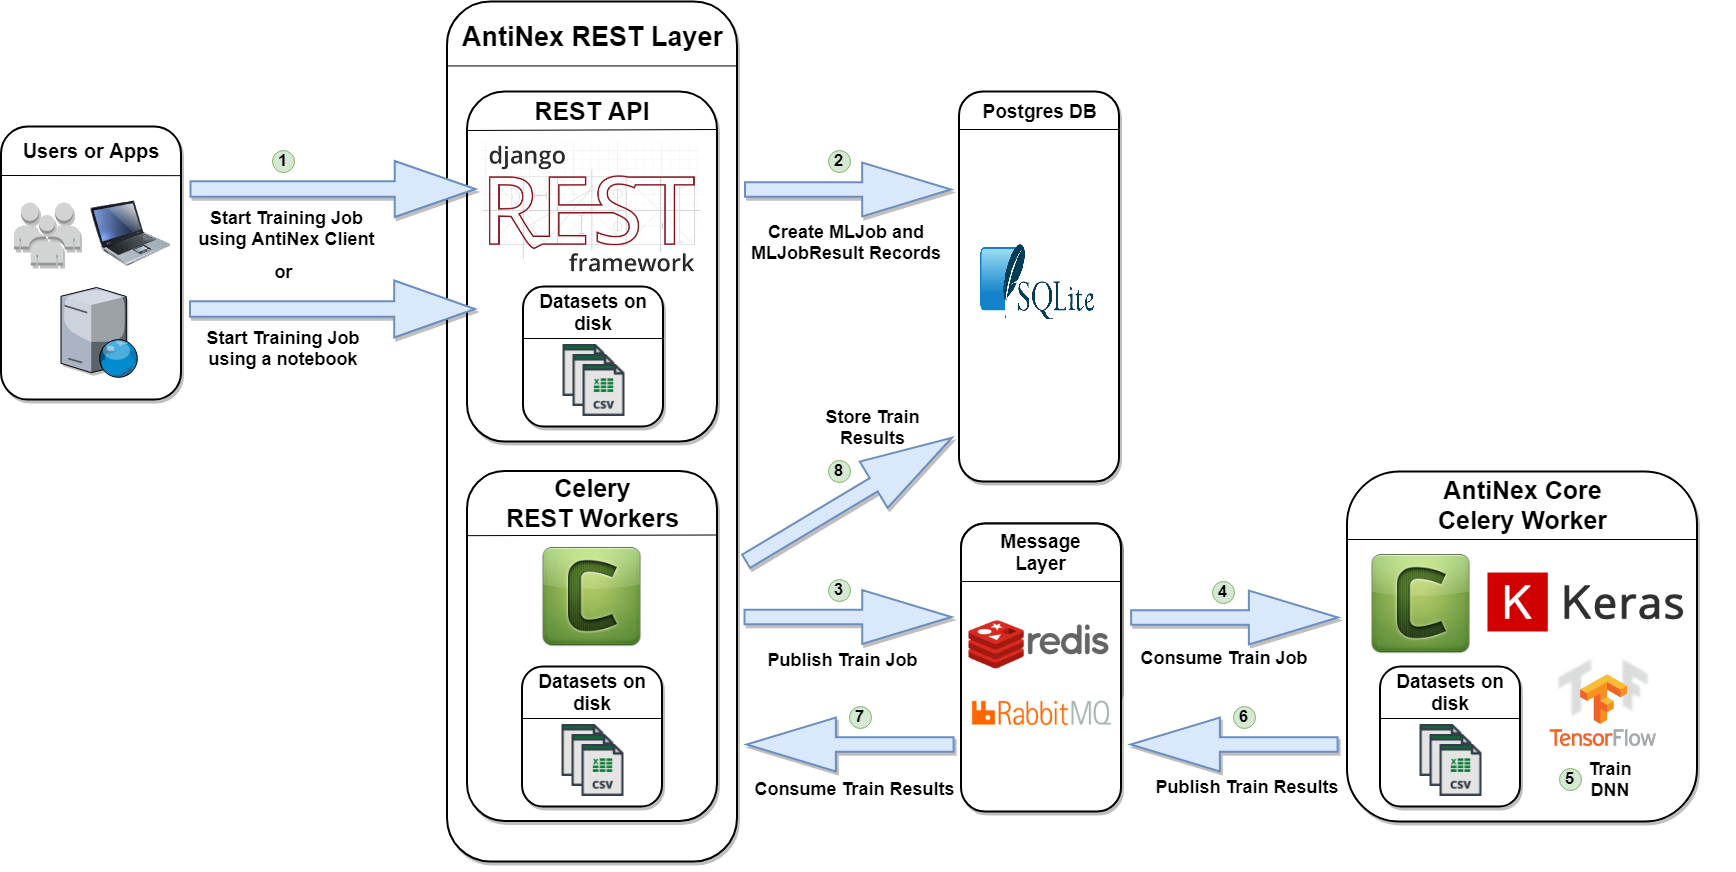 AntiNex REST Layer
REST API
django
REST
framework
Datasets on
disk
CSV
Users or Apps
1
Start Training Job
using AntiNex Client
or
Start Training Job
using a notebook
2
Create MLJob and
MLJobResult Records
Postgres DB
SQLite
Store Train
Results
8
Celery
REST Workers
C
Datasets on
disk
CSV
3
Publish Train Job
7
Consume Train Results
Message
Layer
redis
RabbitMQ
4
Consume Train Job
6
Publish Train Results
AntiNex Core
Celery Worker
C
K Keras
Datasets on
disk
CSV
TensorFlow
5
Train
DNN